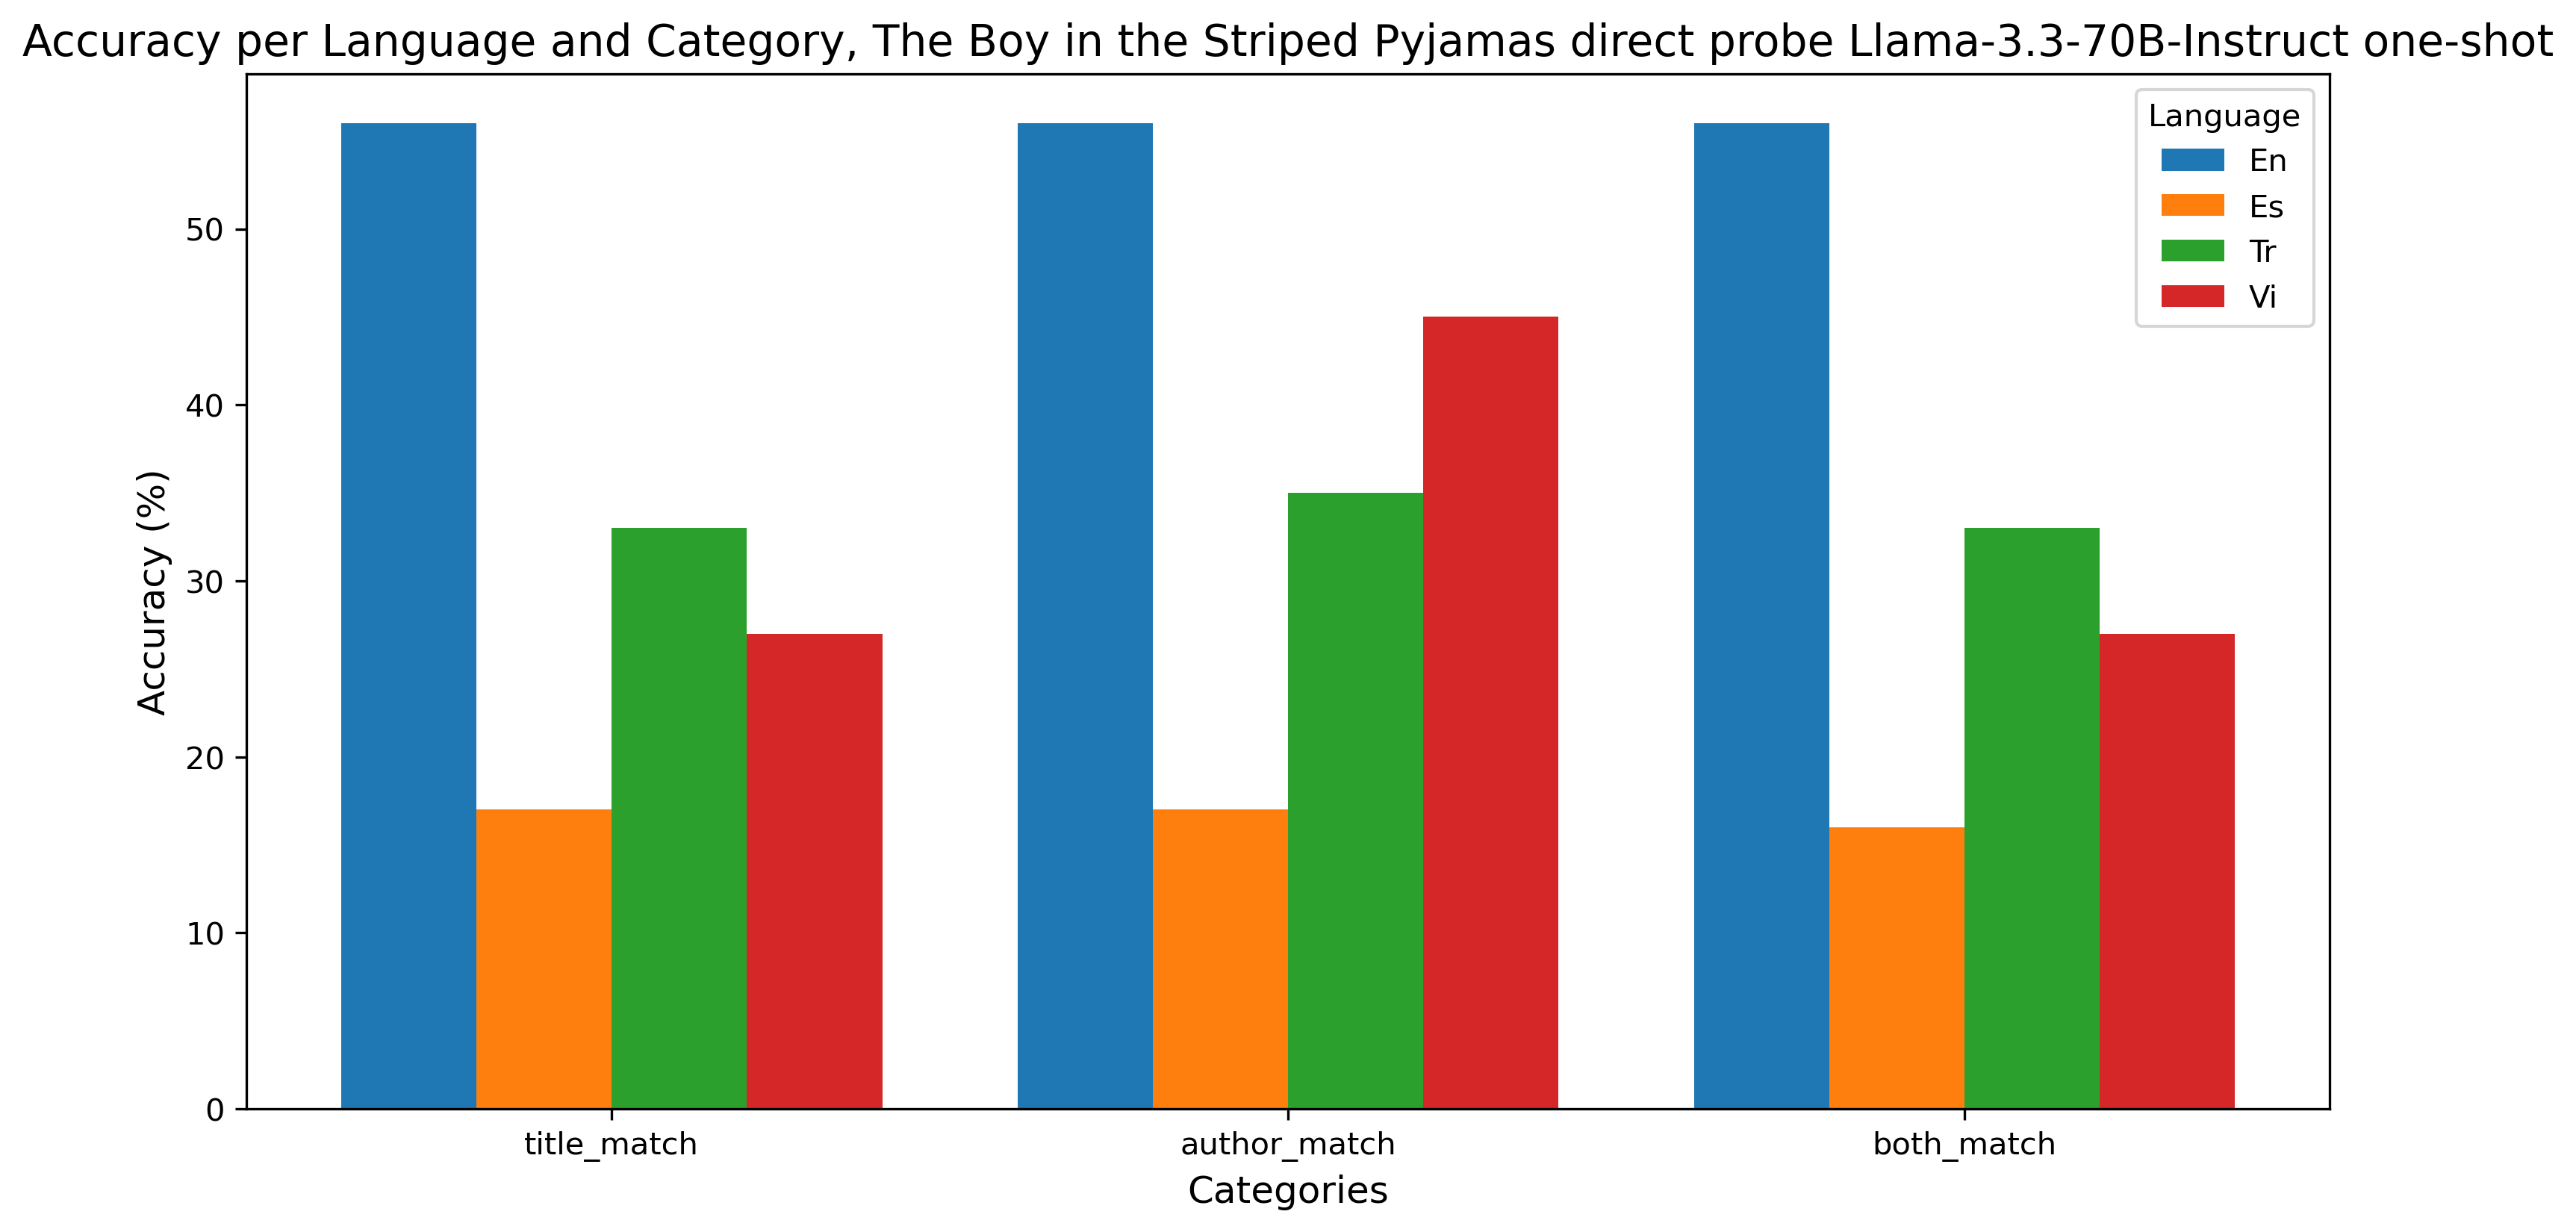 Accuracy per Language and Category, The Boy in the Striped Pyjamas direct probe Llama-3.3-70B-Instruct one-shot
Language
En
Es
Tr
Vi
Accuracy (%)
50
40
30
20
10
0
title_match author_match both_match
Categories